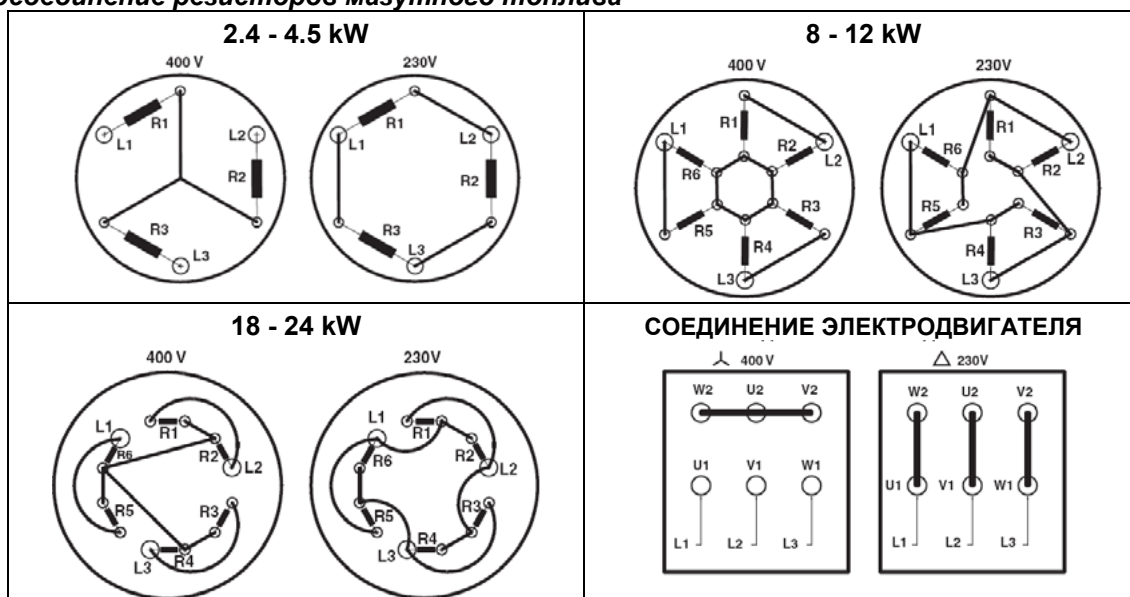 соединение резисторов мазутного топлива
2.4 - 4.5 kW
400 V
230V
R1
L1
L2
R2
R3
L3
R1
L1
L2
R2
R3
L3
8 - 12 kW
400 V
230V
L1
R1
R2
L2
R6
R5
R3
R4
L3
L1
R1
R6
R2
L2
R5
R3
R4
L3
18 - 24 kW
400 V
230V
L1
R1
R6
R2
L2
R5
R3
R4
L3
L1
R1
R6
R2
L2
R5
R3
R4
L3
СОЕДИНЕНИЕ ЭЛЕКТРОДВИГАТЕЛЯ
400 V
W2 U2 V2
U1 V1 W1
L1 L2 L3
230V
W2 U2 V2
U1 V1 W1
L1 L2 L3